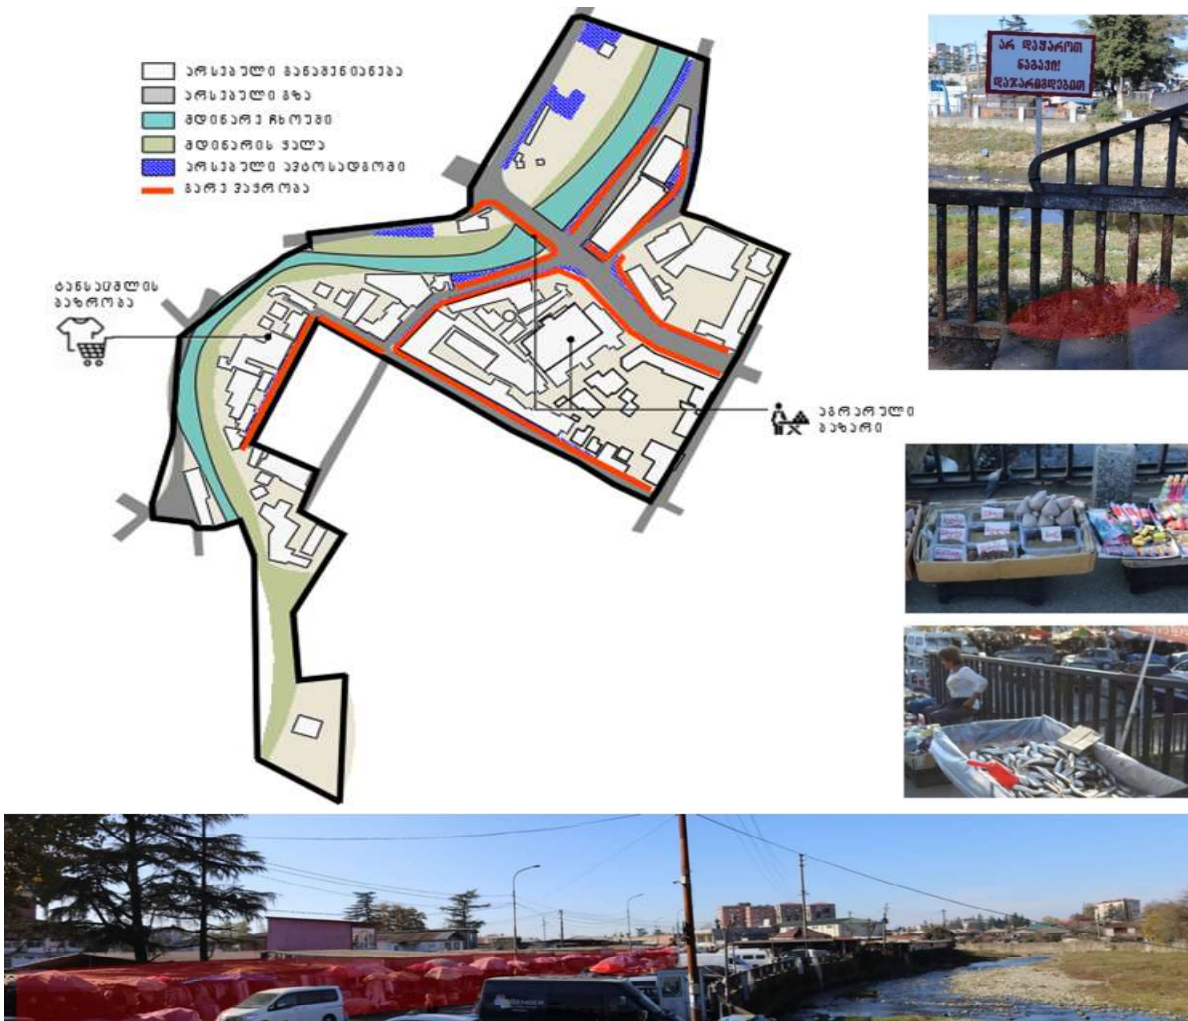 არსებული განაშენიანება
არსებული გზა
მდინარე ჩხოუში
მდინარის ჭალა
არსებული ავტოსადგომი
გარე ვაჭრობა
ტანსაცმლის
ბაზრობა
აგრარული
ბაზარი
არ დაყაროთ
ნაგავი!
დაჯარიმდებით